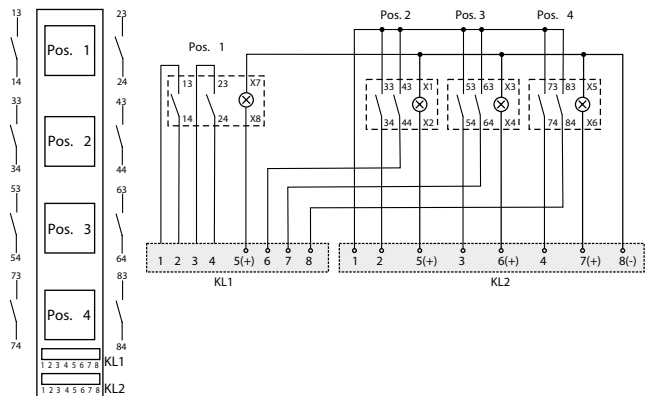 13 23
Pos. 1
14 24
33 43
Pos. 2
34 44
53 63
Pos. 3
54 64
73 83
Pos. 4
74 84
1 2 3 4 5 6 7 8 KL1
1 2 3 4 5 6 7 8 KL2
Pos. 1
13 23 X7
14 24 X8
1 2 3 4 5(+) 6 7 8
KL1
Pos. 2 Pos. 3 Pos. 4
33 43 X1 53 63 X3 73 83 X5
34 44 X2 54 64 X4 74 84 X6
1 2 5(+) 3 6(+) 4 7(+) 8(-)
KL2